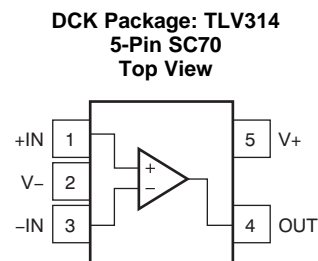 DCK Package: TLV314
5-Pin SC70
Top View
+IN 1
5 V+
V− 2
−IN 3
4 OUT
+
−